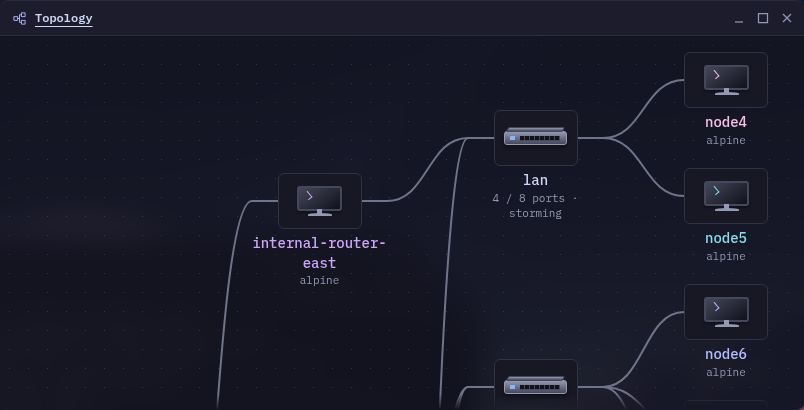 Topology
node4
alpine
lan
4 / 8 ports ·
storming
node5
alpine
internal-router-
east
alpine
node6
alpine